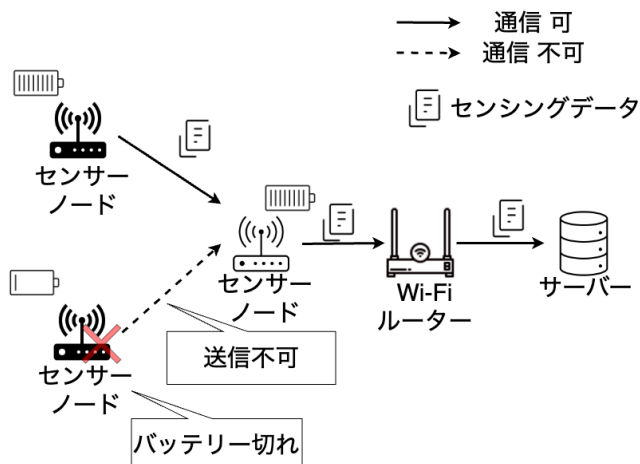 通信 可
通信 不可
センシングデータ
センサー
ノード
センサー
ノード
Wi-Fi
ルーター
サーバー
送信不可
センサー
ノード
バッテリー切れ